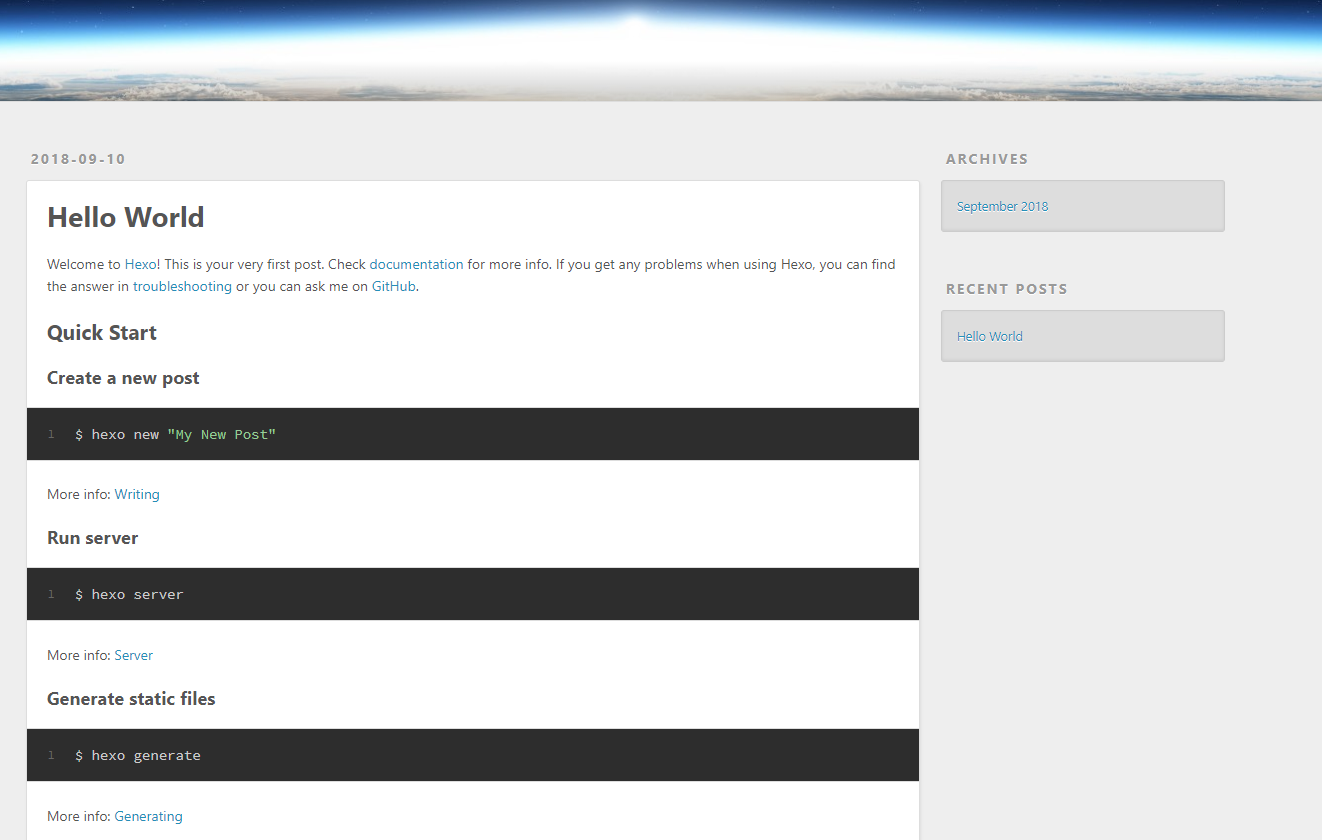 2018-09-10
Hello World
Welcome to Hexo! This is your very first post. Check documentation for more info. If you get any problems when using Hexo, you can find
the answer in troubleshooting or you can ask me on GitHub.
Quick Start
Create a new post
1 $ hexo new "My New Post"
More info: Writing
Run server
1 $ hexo server
More info: Server
Generate static files
1 $ hexo generate
More info: Generating
ARCHIVES
September 2018
RECENT POSTS
Hello World